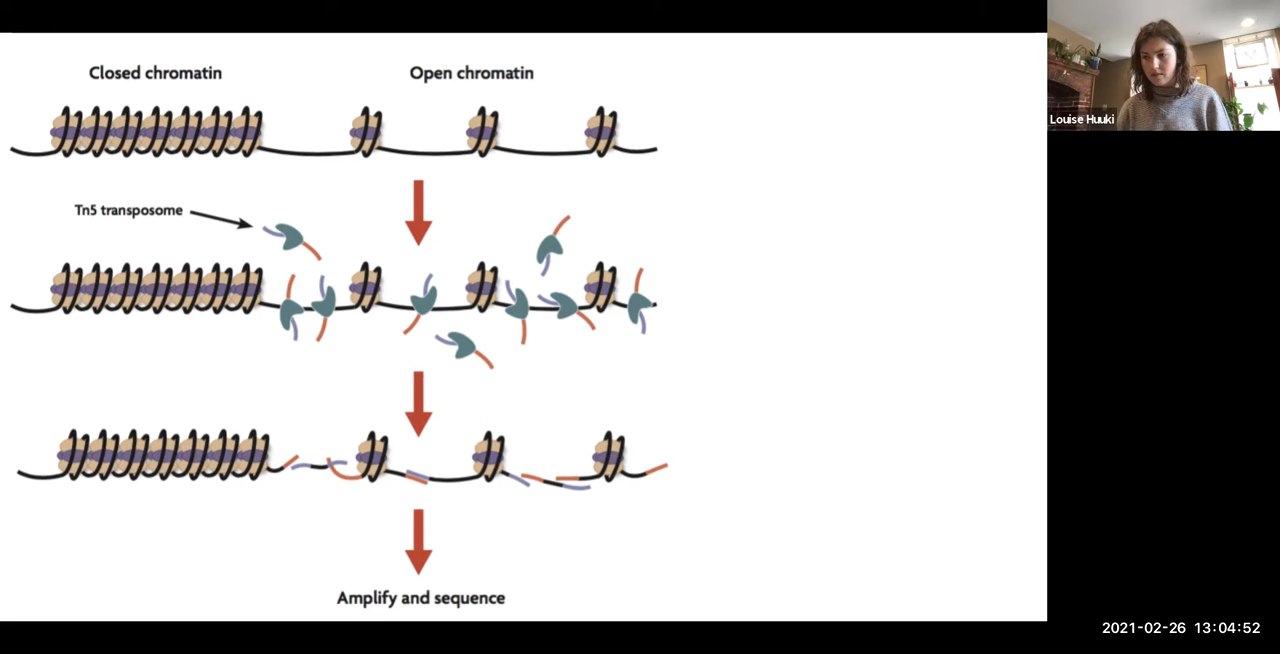 Closed chromatin
Open chromatin
Tn5 transposome
Amplify and sequence
Louise Huuki
2021-02-26 13:04:52